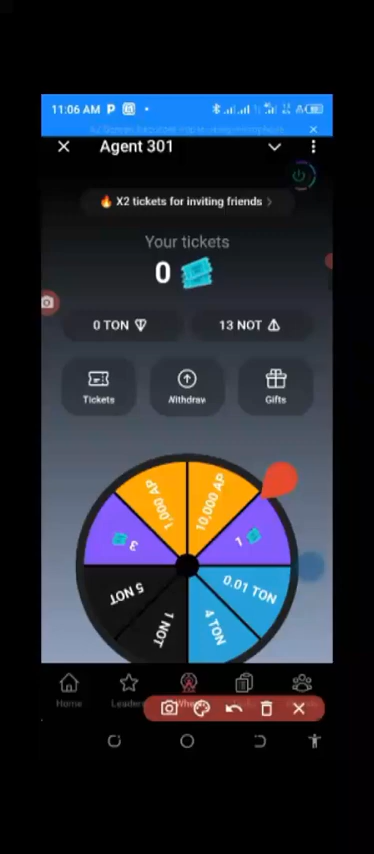 11:06 AM P
Agent 301
X2 tickets for inviting friends
Your tickets
0
0 TON
13 NOT
Tickets
Withdraw
Gifts
1,000 AP
10,000 AP
3
1
5 NOT
0.01 TON
1 NOT
4 TON
Home
Wheel